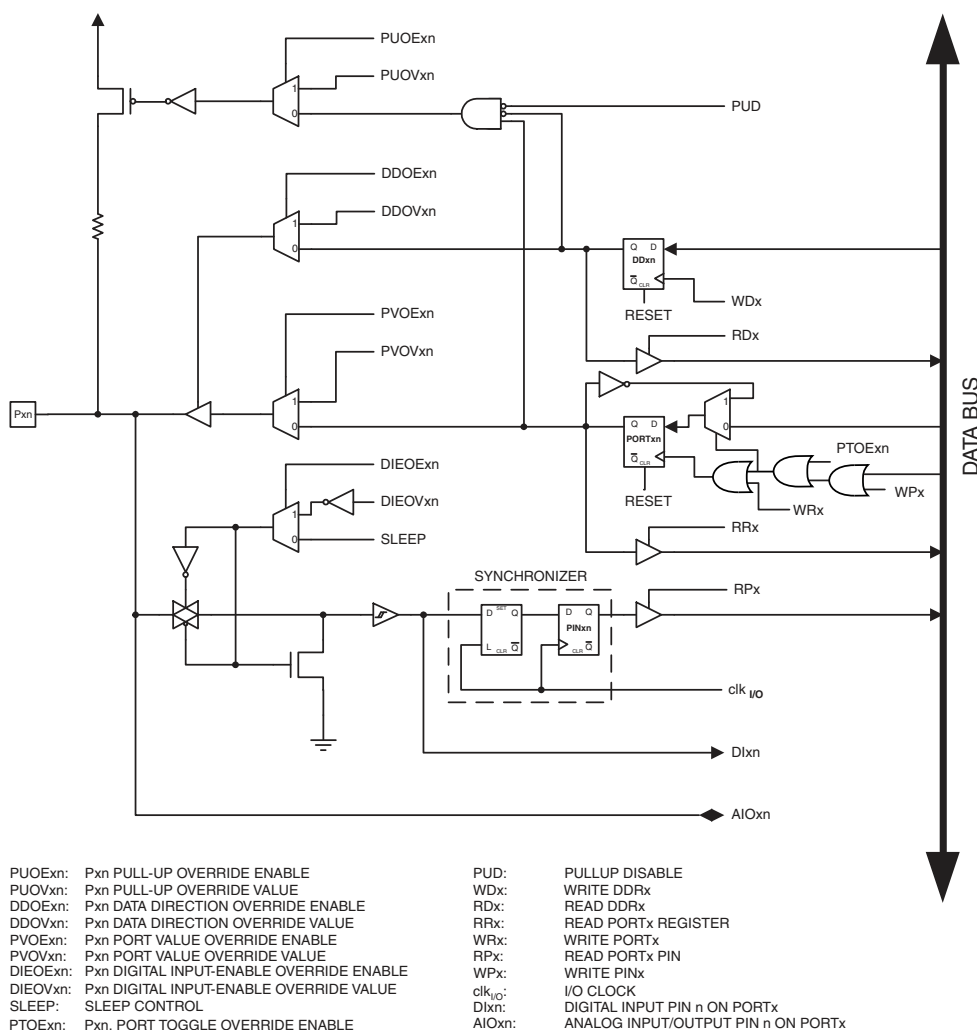 PUOExn
PUOVxn
1
0
PUD
DDOExn
DDOVxn
1
0
Q D
DDxn
Q CLR
WDx
RESET
RDx
PVOExn
PVOVxn
1
0
Pxn
1
0
Q D
PORTxn
Q CLR
PTOExn
WPx
RESET
WRx
RRx
DATA BUS
DIEOExn
DIEOVxn
1
0
SLEEP
SYNCHRONIZER
D SET Q
L CLR Q
D Q
PINxn
CLR Q
RPx
clk I/O
DIxn
AIOxn
PUOExn: Pxn PULL-UP OVERRIDE ENABLE
PUOVxn: Pxn PULL-UP OVERRIDE VALUE
DDOExn: Pxn DATA DIRECTION OVERRIDE ENABLE
DDOVxn: Pxn DATA DIRECTION OVERRIDE VALUE
PVOExn: Pxn PORT VALUE OVERRIDE ENABLE
PVOVxn: Pxn PORT VALUE OVERRIDE VALUE
DIEOExn: Pxn DIGITAL INPUT-ENABLE OVERRIDE ENABLE
DIEOVxn: Pxn DIGITAL INPUT-ENABLE OVERRIDE VALUE
SLEEP: SLEEP CONTROL
PTOExn: Pxn, PORT TOGGLE OVERRIDE ENABLE
PUD: PULLUP DISABLE
WDx: WRITE DDRx
RDx: READ DDRx
RRx: READ PORTx REGISTER
WRx: WRITE PORTx
RPx: READ PORTx PIN
WPx: WRITE PINx
clkI/O: I/O CLOCK
DIxn: DIGITAL INPUT PIN n ON PORTx
AIOxn: ANALOG INPUT/OUTPUT PIN n ON PORTx